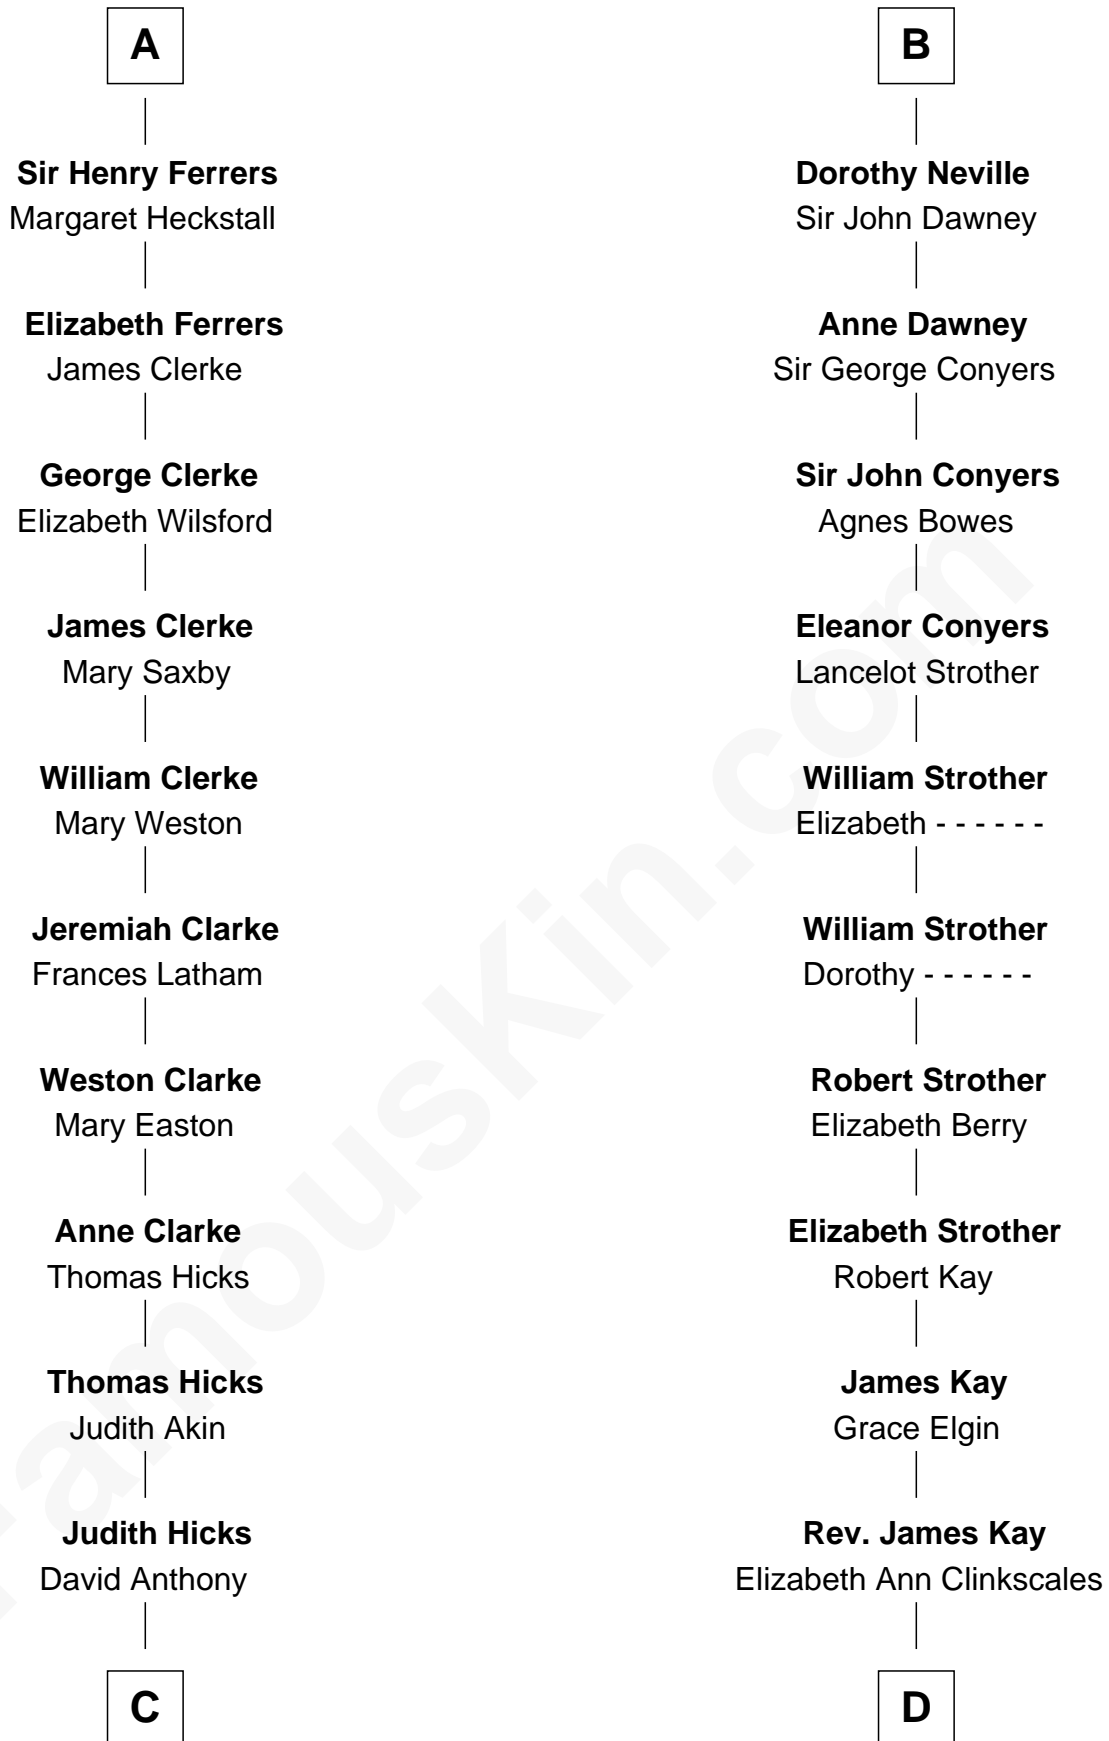 A
Sir Henry Ferrers
Margaret Heckstall
Elizabeth Ferrers
James Clerke
George Clerke
Elizabeth Wilsford
James Clerke
Mary Saxby
William Clerke
Mary Weston
Jeremiah Clarke
Frances Latham
Weston Clarke
Mary Easton
Anne Clarke
Thomas Hicks
Thomas Hicks
Judith Akin
Judith Hicks
David Anthony
C
B
Dorothy Neville
Sir John Dawney
Anne Dawney
Sir George Conyers
Sir John Conyers
Agnes Bowes
Eleanor Conyers
Lancelot Strother
William Strother
Elizabeth - - - - - -
William Strother
Dorothy - - - - - -
Robert Strother
Elizabeth Berry
Elizabeth Strother
Robert Kay
James Kay
Grace Elgin
Rev. James Kay
Elizabeth Ann Clinkscales
D
FamousKin.com